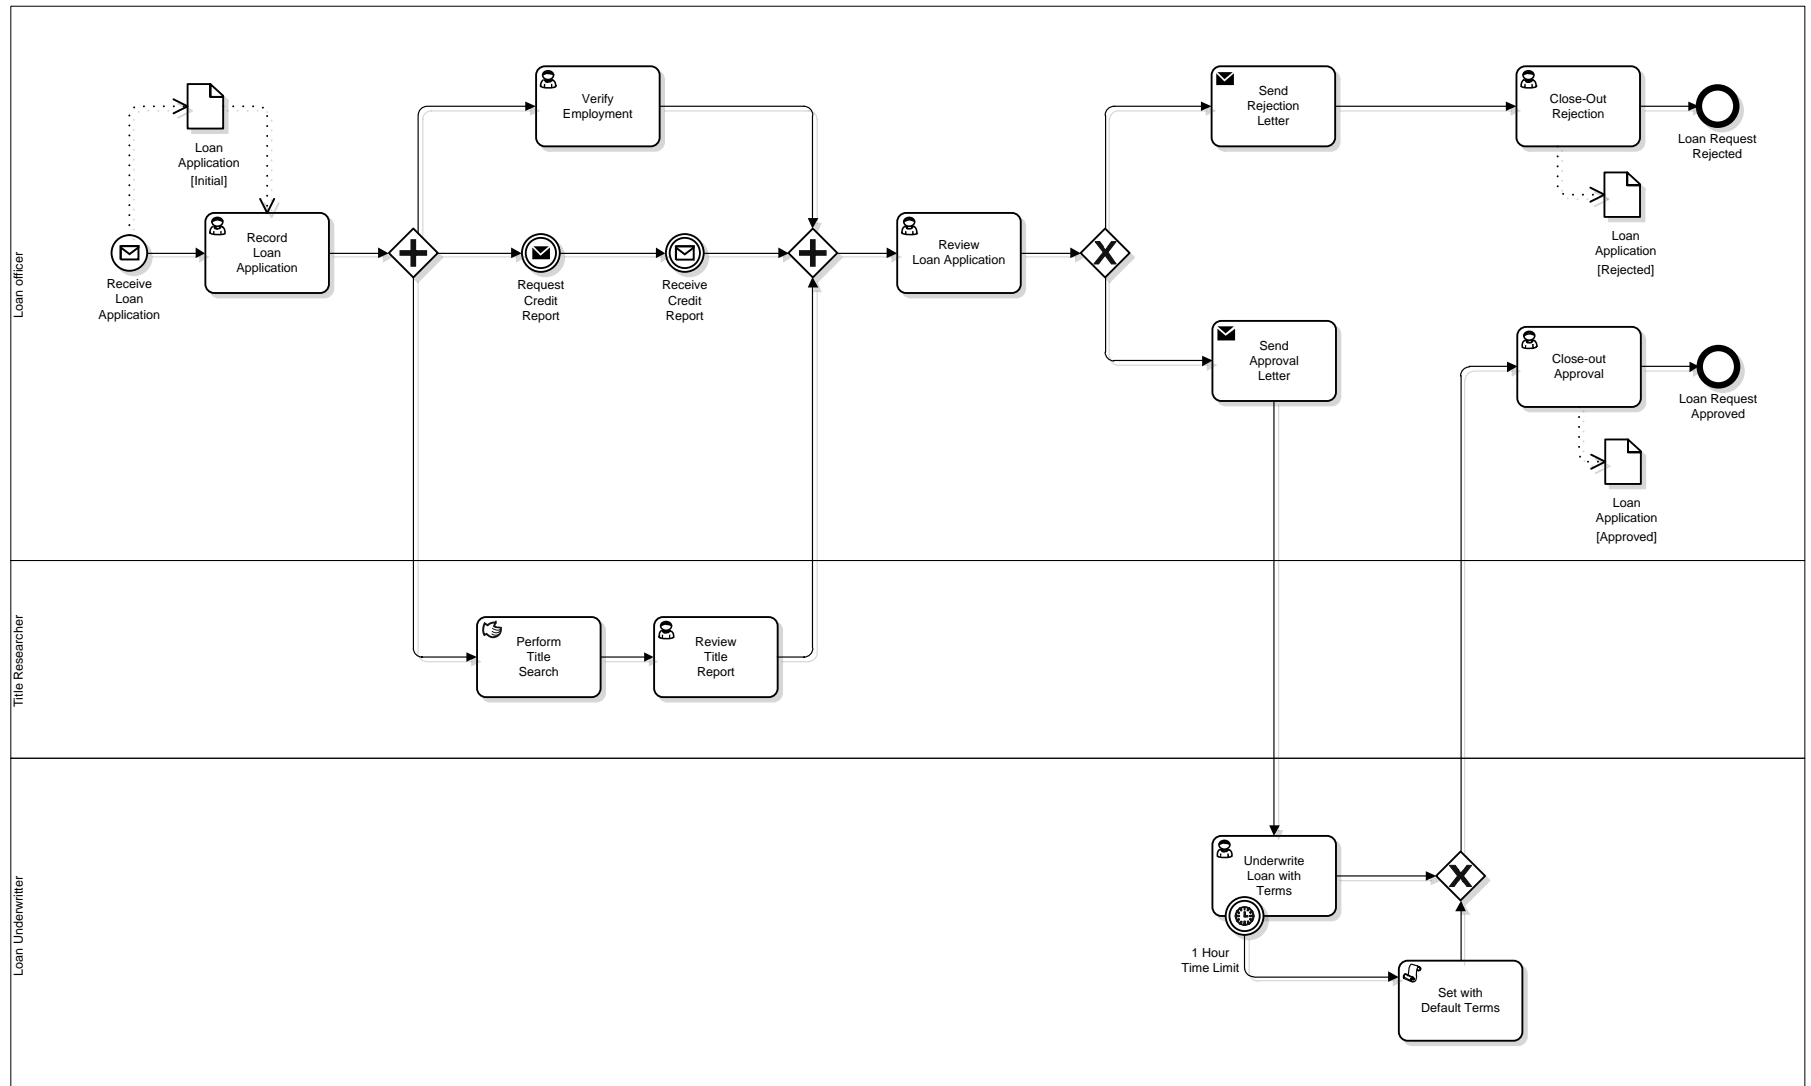 Loan officer
Receive
Loan
Application
Loan
Application
[Initial]
Record
Loan
Application
Verify
Employment
Request
Credit
Report
Receive
Credit
Report
Review
Loan Application
Send
Rejection
Letter
Close-Out
Rejection
Loan Request
Rejected
Loan
Application
[Rejected]
Send
Approval
Letter
Close-out
Approval
Loan Request
Approved
Loan
Application
[Approved]
Title Researcher
Perform
Title
Search
Review
Title
Report
Loan Underwritter
Underwrite
Loan with
Terms
1 Hour
Time Limit
Set with
Default Terms